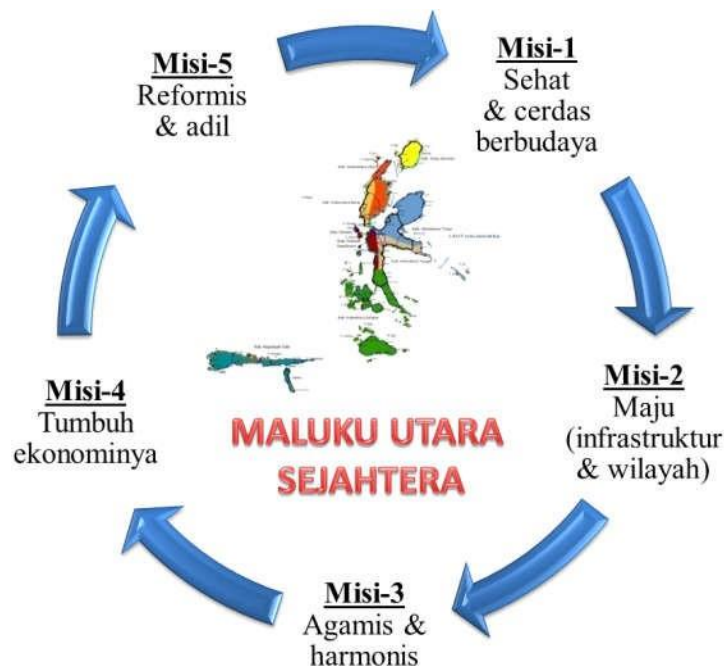 Misi-1
Sehat
& cerdas
berbudaya
Misi-2
Maju
(infrastruktur
& wilayah)
Misi-3
Agamis &
harmonis
Misi-4
Tumbuh
ekonominya
Misi-5
Reformis
& adil
MALUKU UTARA
SEJAHTERA